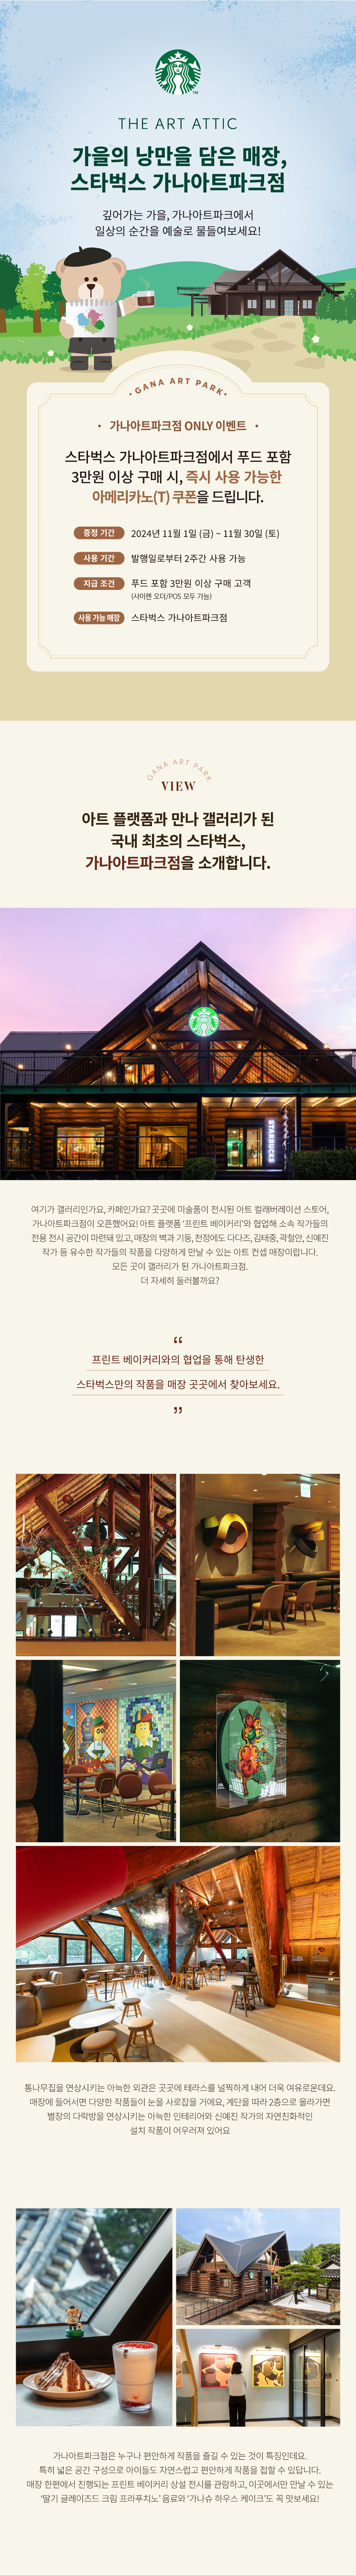 TM
THE ART ATTIC
가을의 낭만을 담은 매장,
스타벅스 가나아트파크점
깊어가는 가을, 가나아트파크에서
일상의 순간을 예술로 물들여보세요!
• GANA ART PARK •
• 가나아트파크점 ONLY 이벤트 •
스타벅스 가나아트파크점에서 푸드 포함
3만원 이상 구매 시, 즉시 사용 가능한
아메리카노(T) 쿠폰을 드립니다.
증정 기간 2024년 11월 1일 (금) ~ 11월 30일 (토)
사용 기간 발행일로부터 2주간 사용 가능
지급 조건 푸드 포함 3만원 이상 구매 고객
(사이렌 오더/POS 모두 가능)
사용 가능 매장 스타벅스 가나아트파크점
GANA ART PARK
VIEW
아트 플랫폼과 만나 갤러리가 된
국내 최초의 스타벅스,
가나아트파크점을 소개합니다.
STARBUCKS
여기가 갤러리인가요, 카페인가요? 곳곳에 미술품이 전시된 아트 컬래버레이션 스토어,
가나아트파크점이 오픈했어요! 아트 플랫폼 ‘프린트 베이커리’와 협업해 소속 작가들의
전용 전시 공간이 마련돼 있고, 매장의 벽과 기둥, 천정에도 다다즈, 김태중, 곽철안, 신예진
작가 등 유수한 작가들의 작품을 다양하게 만날 수 있는 아트 컨셉 매장이랍니다.
모든 곳이 갤러리가 된 가나아트파크점.
더 자세히 둘러볼까요?
“
프린트 베이커리와의 협업을 통해 탄생한
스타벅스만의 작품을 매장 곳곳에서 찾아보세요.
”
통나무집을 연상시키는 아늑한 외관은 곳곳에 테라스를 널찍하게 내어 더욱 여유로운데요.
매장에 들어서면 다양한 작품들이 눈을 사로잡을 거예요, 계단을 따라 2층으로 올라가면
별장의 다락방을 연상시키는 아늑한 인테리어와 신예진 작가의 자연친화적인
설치 작품이 어우러져 있어요
가나아트파크점은 누구나 편안하게 작품을 즐길 수 있는 것이 특징인데요.
특히 넓은 공간 구성으로 아이들도 자연스럽고 편안하게 작품을 접할 수 있답니다.
매장 한편에서 진행되는 프린트 베이커리 상설 전시를 관람하고, 이곳에서만 만날 수 있는
‘딸기 글레이즈드 크림 프라푸치노’ 음료와 ‘가나슈 하우스 케이크’도 꼭 맛보세요!